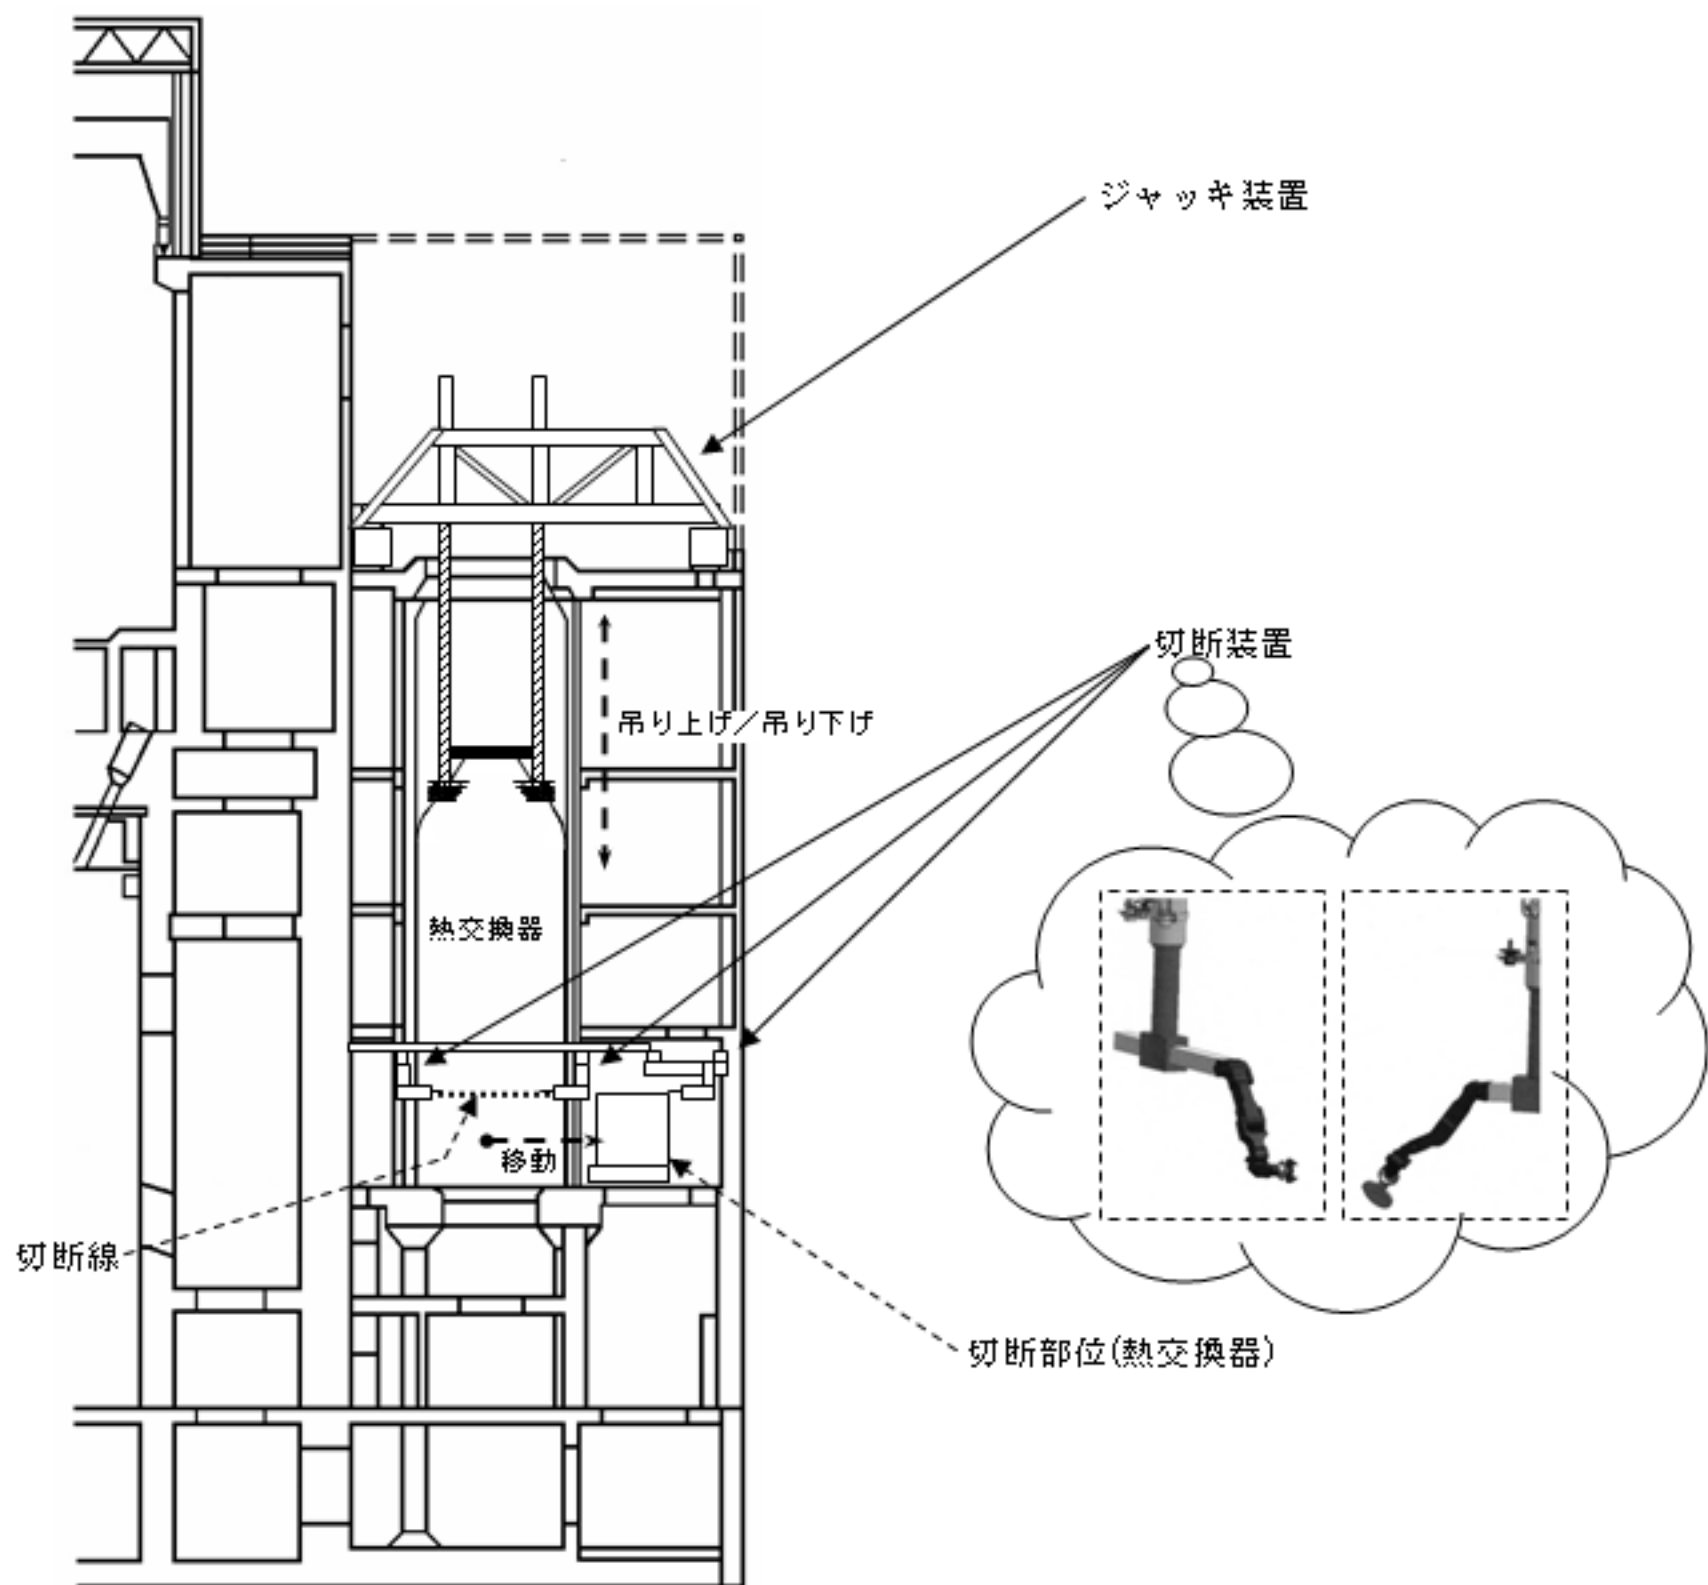 ジャッキ装置
切断装置
吊り上げ／吊り下げ
熱交換器
移動
切断線
切断部位(熱交換器)